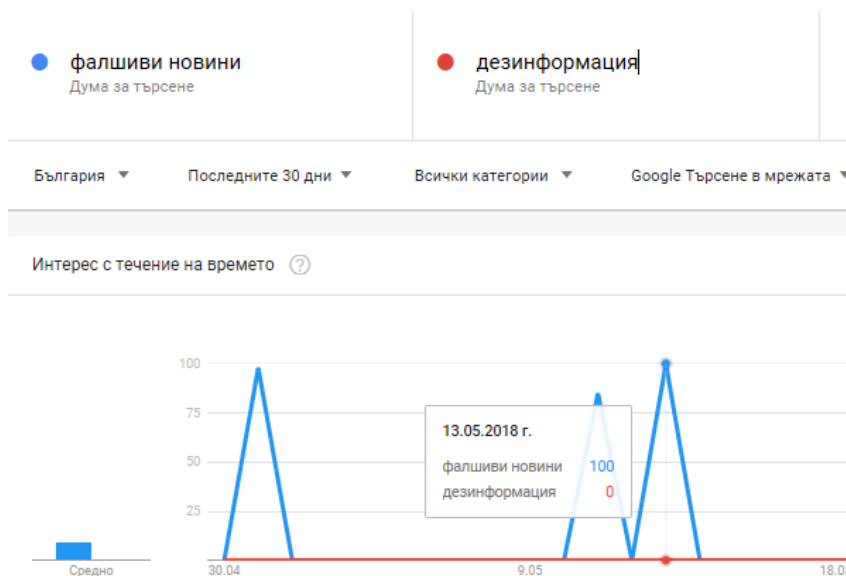 фалшиви новини
Дума за търсене
дезинформация
Дума за търсене
България
Последните 30 дни
Всички категории
Google Търсене в мрежата
Интерес с течение на времето ?
100
75
50
25
13.05.2018 г.
фалшиви новини 100
дезинформация 0
Средно
30.04
9.05